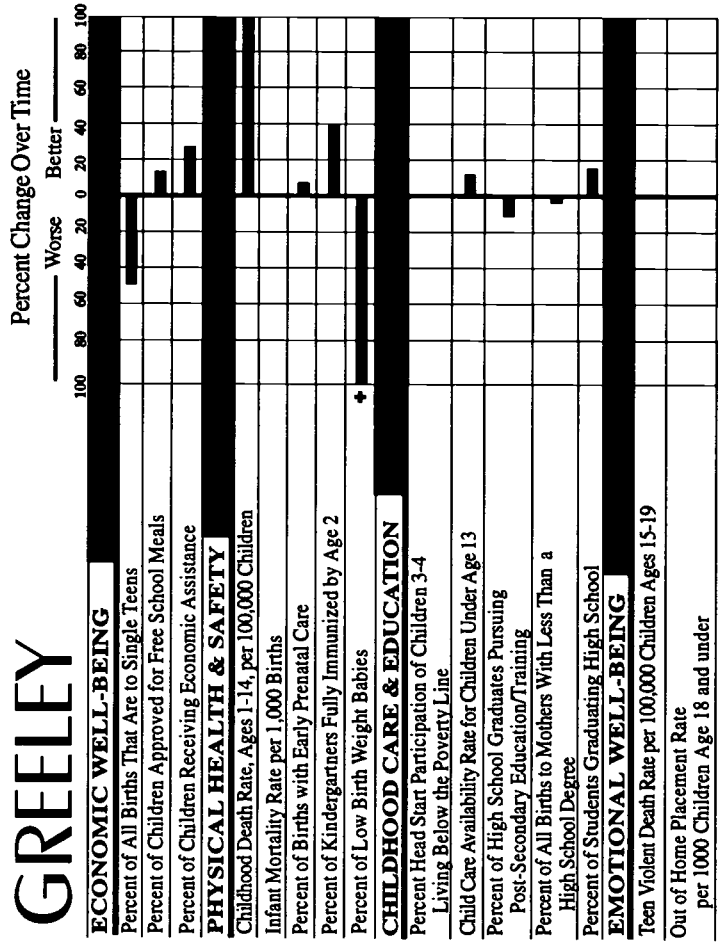 GREELEY
Percent Change Over Time
Worse Better
100 80 60 40 20 0 20 40 60 80 100
ECONOMIC WELL-BEING
Percent of All Births That Are to Single Teens
Percent of Children Approved for Free School Meals
Percent of Children Receiving Economic Assistance
PHYSICAL HEALTH & SAFETY
Childhood Death Rate, Ages 1-14, per 100,000 Children
Infant Mortality Rate per 1,000 Births
Percent of Births with Early Prenatal Care
Percent of Kindergartners Fully Immunized by Age 2
Percent of Low Birth Weight Babies +
CHILDHOOD CARE & EDUCATION
Percent Head Start Participation of Children 3-4
Living Below the Poverty Line
Child Care Availability Rate for Children Under Age 13
Percent of High School Graduates Pursuing
Post-Secondary Education/Training
Percent of All Births to Mothers With Less Than a
High School Degree
Percent of Students Graduating High School
EMOTIONAL WELL-BEING
Teen Violent Death Rate per 100,000 Children Ages 15-19
Out of Home Placement Rate
per 1000 Children Age 18 and under